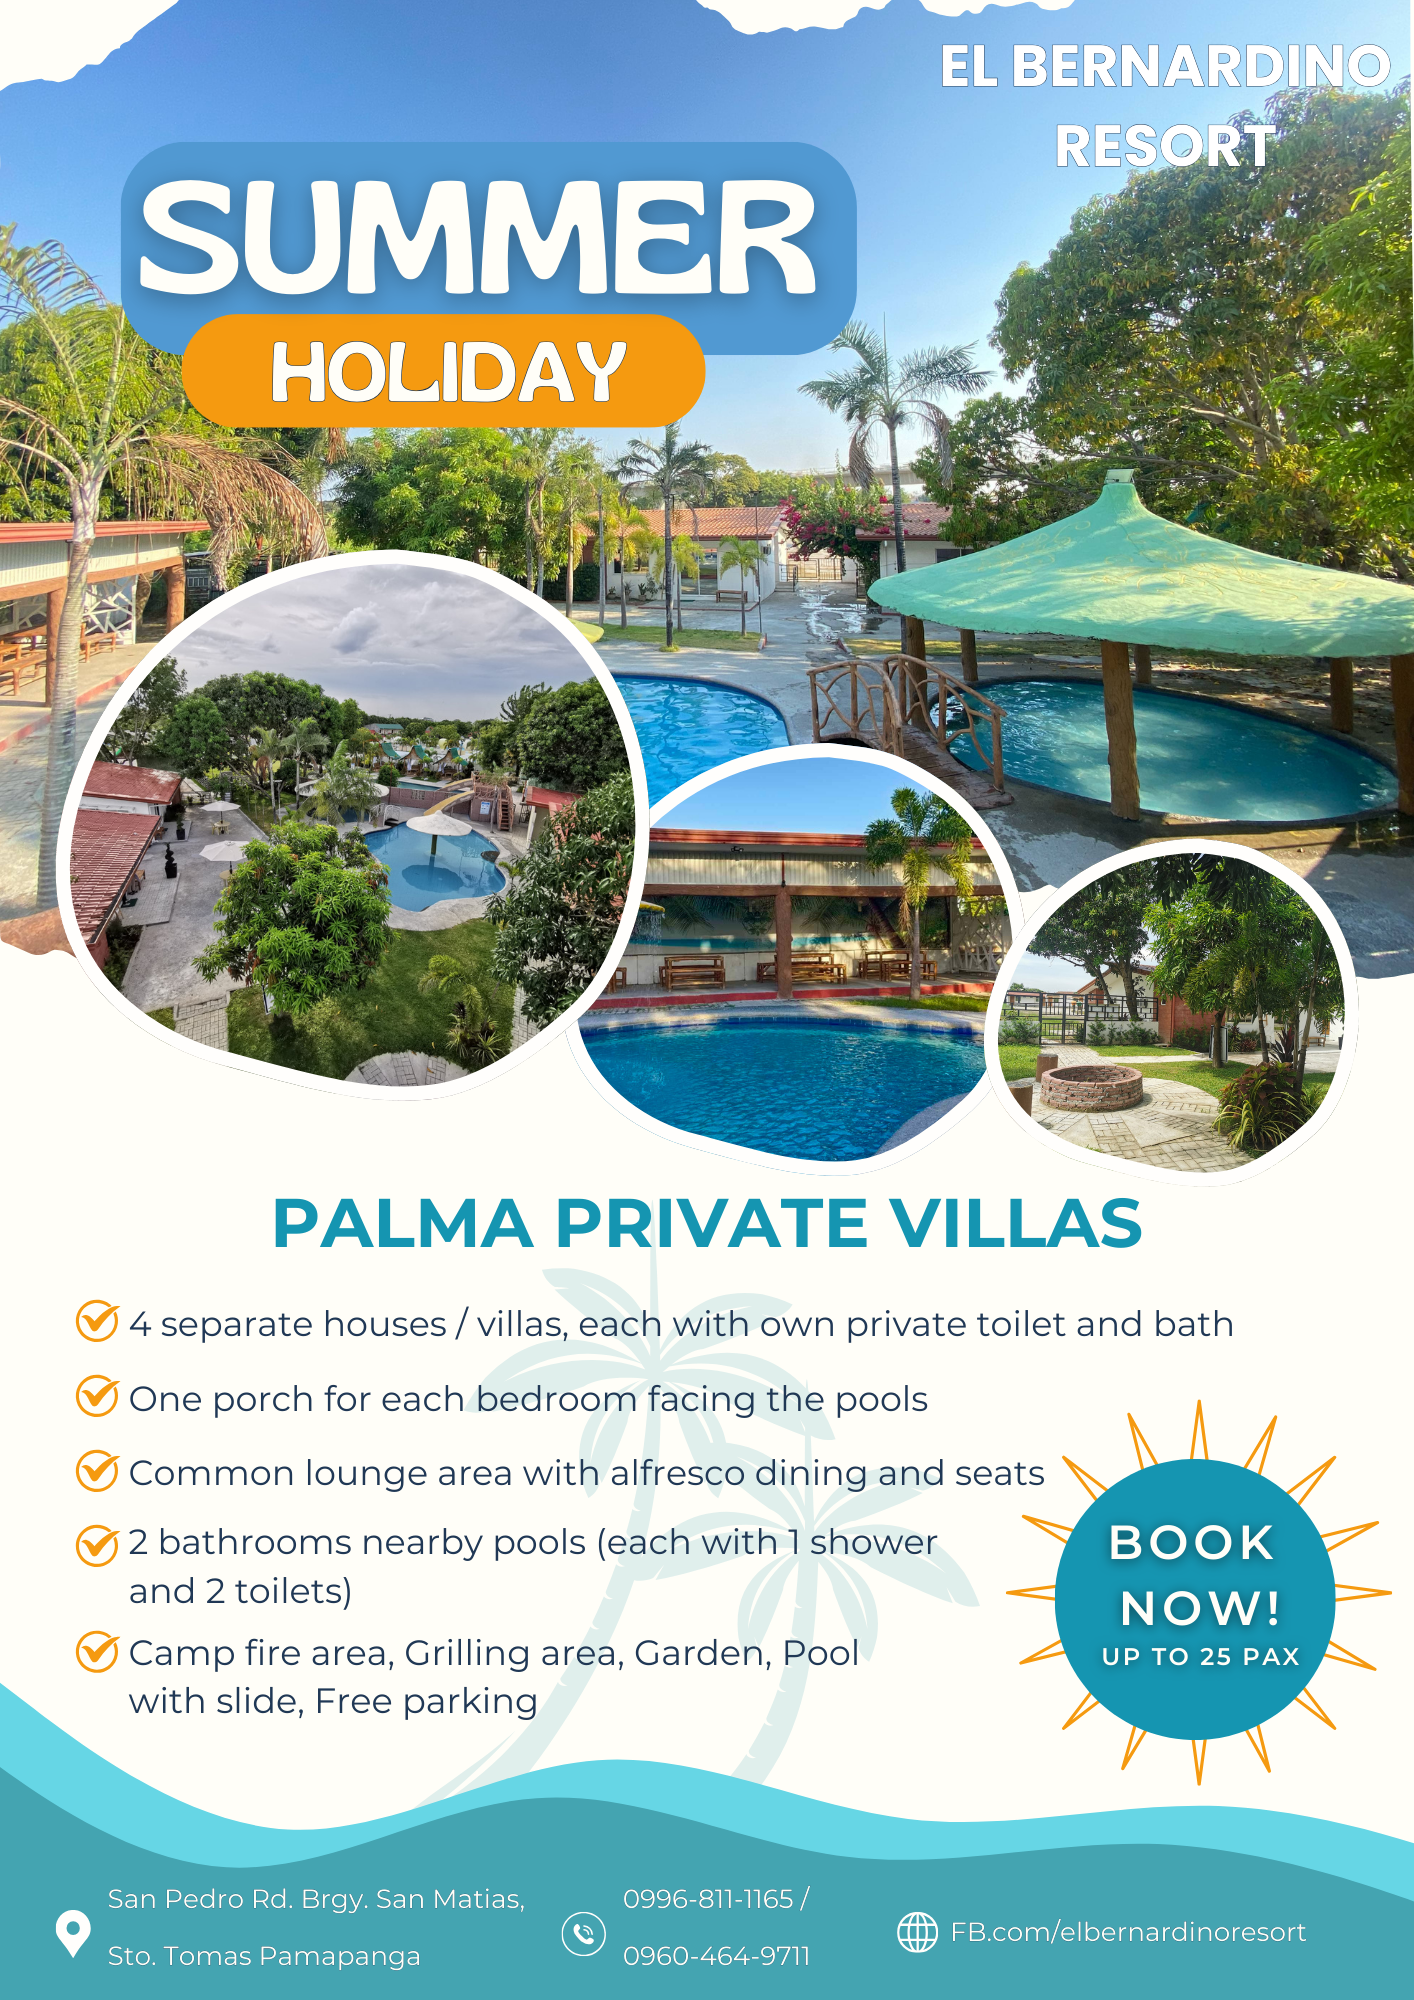 EL BERNARDINO
RESORT
SUMMER
HOLIDAY
PALMA PRIVATE VILLAS
4 separate houses / villas, each with own private toilet and bath
One porch for each bedroom facing the pools
Common lounge area with alfresco dining and seats
2 bathrooms nearby pools (each with 1 shower
and 2 toilets)
Camp fire area, Grilling area, Garden, Pool
with slide, Free parking
BOOK
NOW!
UP TO 25 PAX
San Pedro Rd. Brgy. San Matias,
Sto. Tomas Pamapanga
0996-811-1165 /
0960-464-9711
FB.com/elbernardinoresort